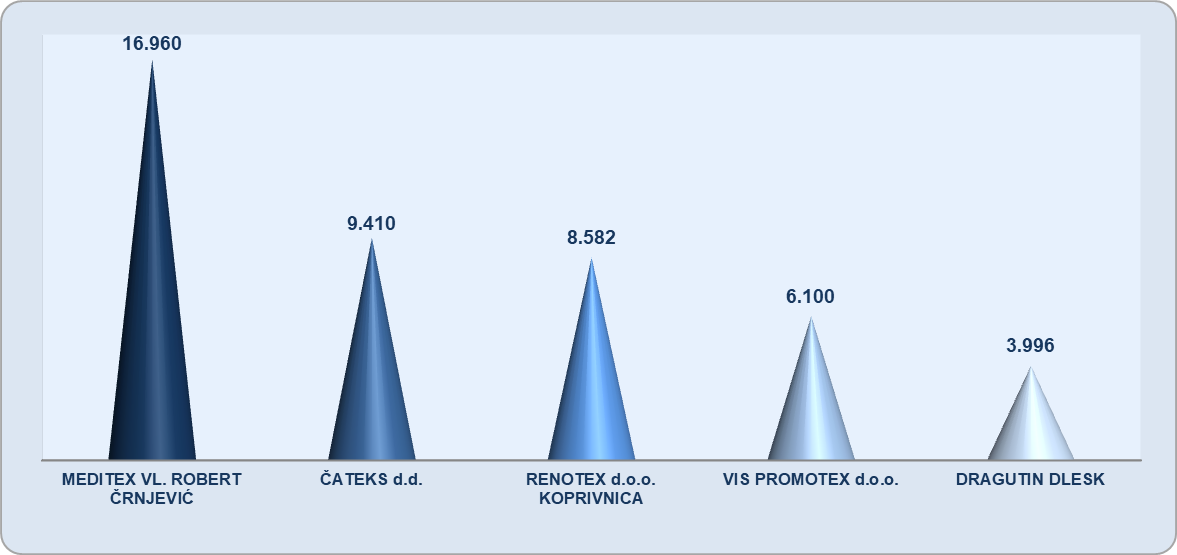 16.960
9.410
8.582
6.100
3.996
MEDITEX VL. ROBERT
ČRNJEVIĆ
ČATEKS d.d.
RENOTEX d.o.o.
KOPRIVNICA
VIS PROMOTEX d.o.o.
DRAGUTIN DLESK